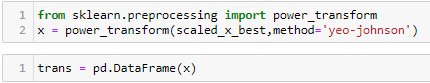 1 from sklearn.preprocessing import power_transform
2 x = power_transform(scaled_x_best,method='yeo-johnson')
1 trans = pd.DataFrame(x)